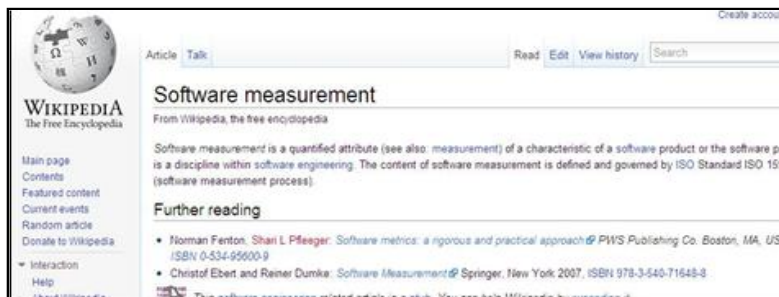 Create accou
Article Talk Read Edit View history Search
WIKIPEDIA
The Free Encyclopedia
Main page
Contents
Featured content
Current events
Random article
Donate to Wikipedia
Interaction
Help
About Wikipedia
Software measurement
From Wikipedia, the free encyclopedia
Software measurement is a quantified attribute (see also: measurement) of a characteristic of a software product or the software p
is a discipline within software engineering. The content of software measurement is defined and governed by ISO Standard ISO 15
(software measurement process).
Further reading
• Norman Fenton, Shari L Pfleeger: Software metrics: a rigorous and practical approach PWS Publishing Co. Boston, MA, US
ISBN 0-534-95600-9
• Christof Ebert and Reiner Dumke: Software Measurement Springer, New York 2007, ISBN 978-3-540-71648-8
This software engineering related article is a stub. You can help Wikipedia by expanding it